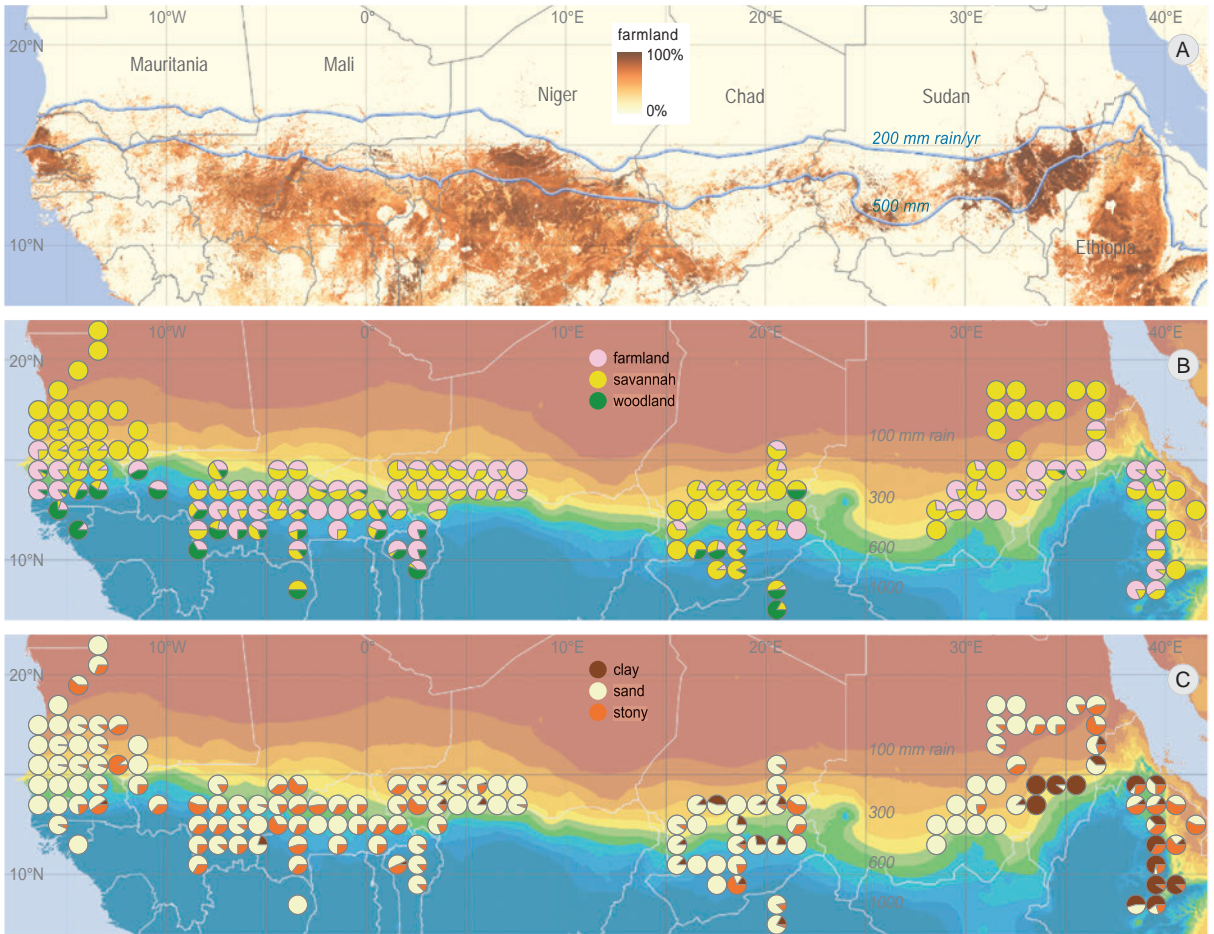 10°W 0° 10°E 20°E 30°E 40°E
farmland
20°N
100%
A
Mauritania Mali
0%
Niger Chad Sudan
200 mm rain/yr
500 mm
10°N
Ethiopia
10°W 0° 10°E 20°E 30°E 40°E
20°N
farmland
B
savannah
woodland
100 mm rain
300
600
10°N
1000
10°W 0° 10°E 20°E 30°E 40°E
20°N
clay
C
sand
stony
100 mm rain
300
600
10°N
1000